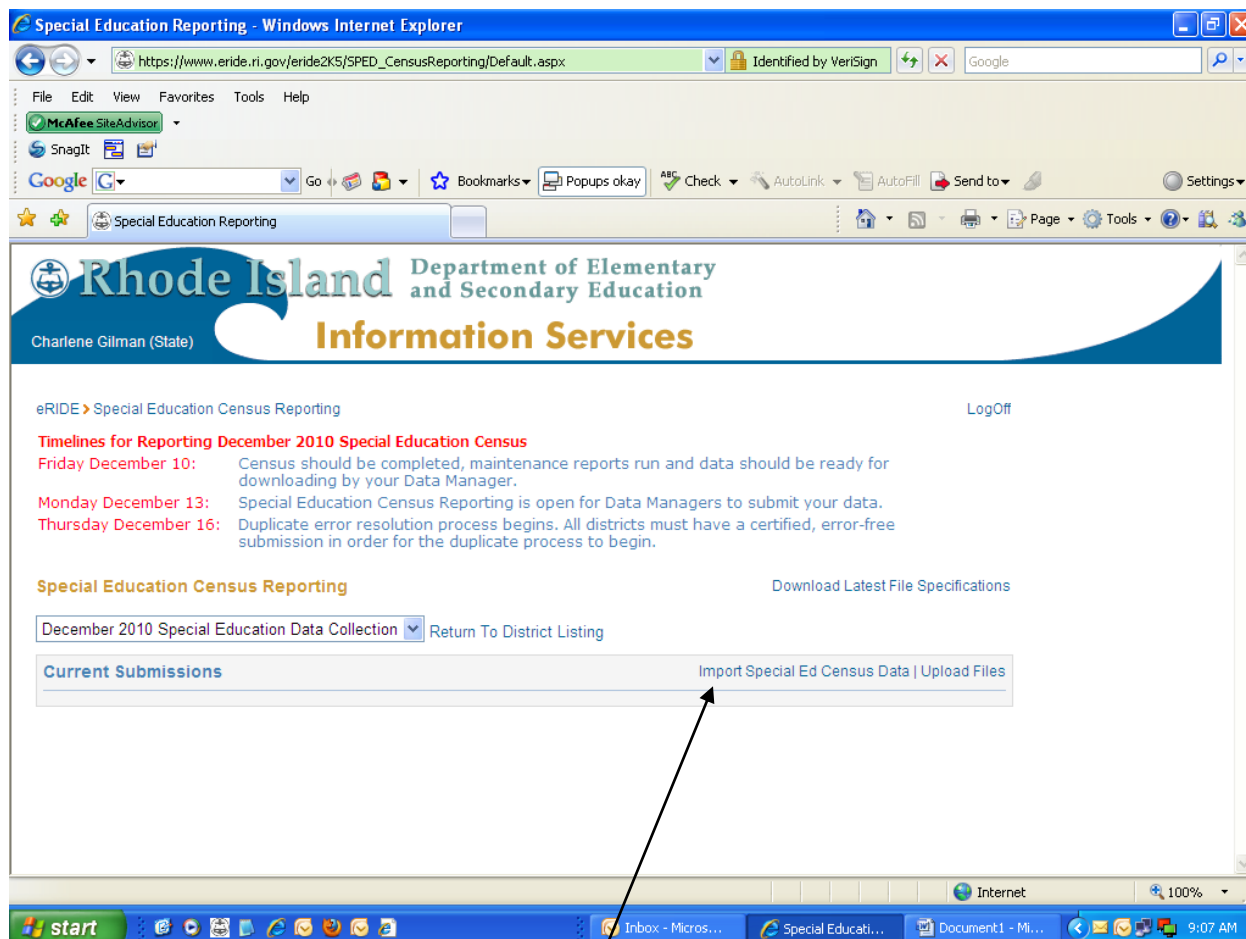 Special Education Reporting - Windows Internet Explorer
https://www.eride.ri.gov/eride2K5/SPED_CensusReporting/Default.aspx Identified by VeriSign Google
File Edit View Favorites Tools Help
McAfee SiteAdvisor
SnagIt
Google G Go Bookmarks Popups okay ABC Check AutoLink AutoFill Send to Settings
Special Education Reporting Page Tools
Rhode Island Department of Elementary
and Secondary Education
Information Services
Charlene Gilman (State)
eRIDE > Special Education Census Reporting LogOff
Timelines for Reporting December 2010 Special Education Census
Friday December 10: Census should be completed, maintenance reports run and data should be ready for
downloading by your Data Manager.
Monday December 13: Special Education Census Reporting is open for Data Managers to submit your data.
Thursday December 16: Duplicate error resolution process begins. All districts must have a certified, error-free
submission in order for the duplicate process to begin.
Special Education Census Reporting Download Latest File Specifications
December 2010 Special Education Data Collection Return To District Listing
Current Submissions Import Special Ed Census Data | Upload Files
Internet 100%
start Inbox - Micros... Special Educati... Document1 - Mi... 9:07 AM